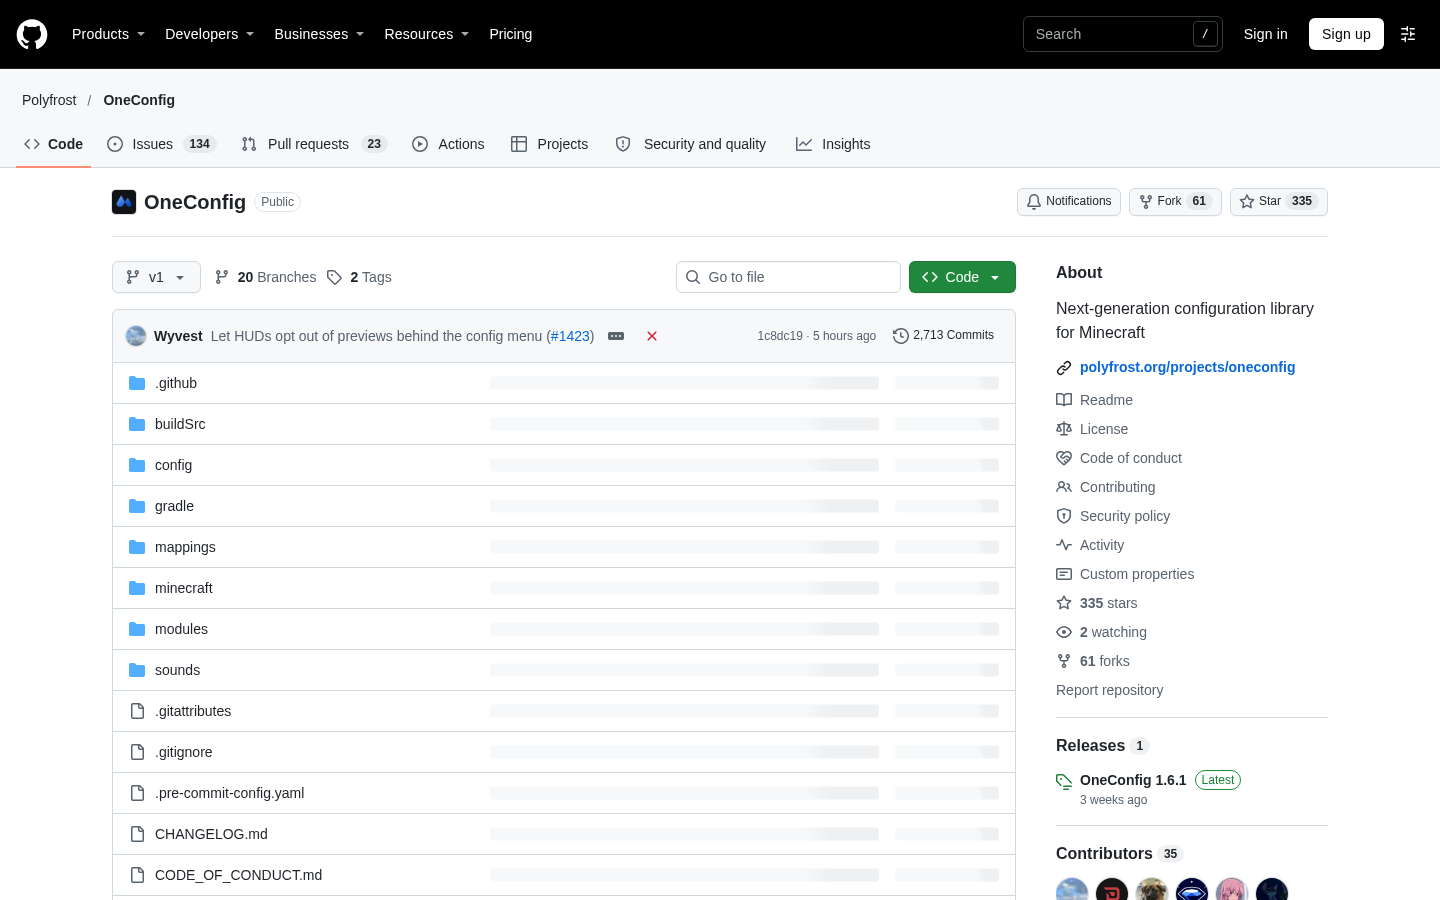 Products Developers Businesses Resources Pricing Search / Sign in Sign up
Polyfrost / OneConfig
Code Issues 134 Pull requests 23 Actions Projects Security and quality Insights
OneConfig Public Notifications Fork 61 Star 335
v1 20 Branches 2 Tags Go to file Code
Wyvest Let HUDs opt out of previews behind the config menu (#1423) 1c8dc19 · 5 hours ago 2,713 Commits
.github
buildSrc
config
gradle
mappings
minecraft
modules
sounds
.gitattributes
.gitignore
.pre-commit-config.yaml
CHANGELOG.md
CODE_OF_CONDUCT.md
About
Next-generation configuration library
for Minecraft
polyfrost.org/projects/oneconfig
Readme
License
Code of conduct
Contributing
Security policy
Activity
Custom properties
335 stars
2 watching
61 forks
Report repository
Releases 1
OneConfig 1.6.1 Latest
3 weeks ago
Contributors 35